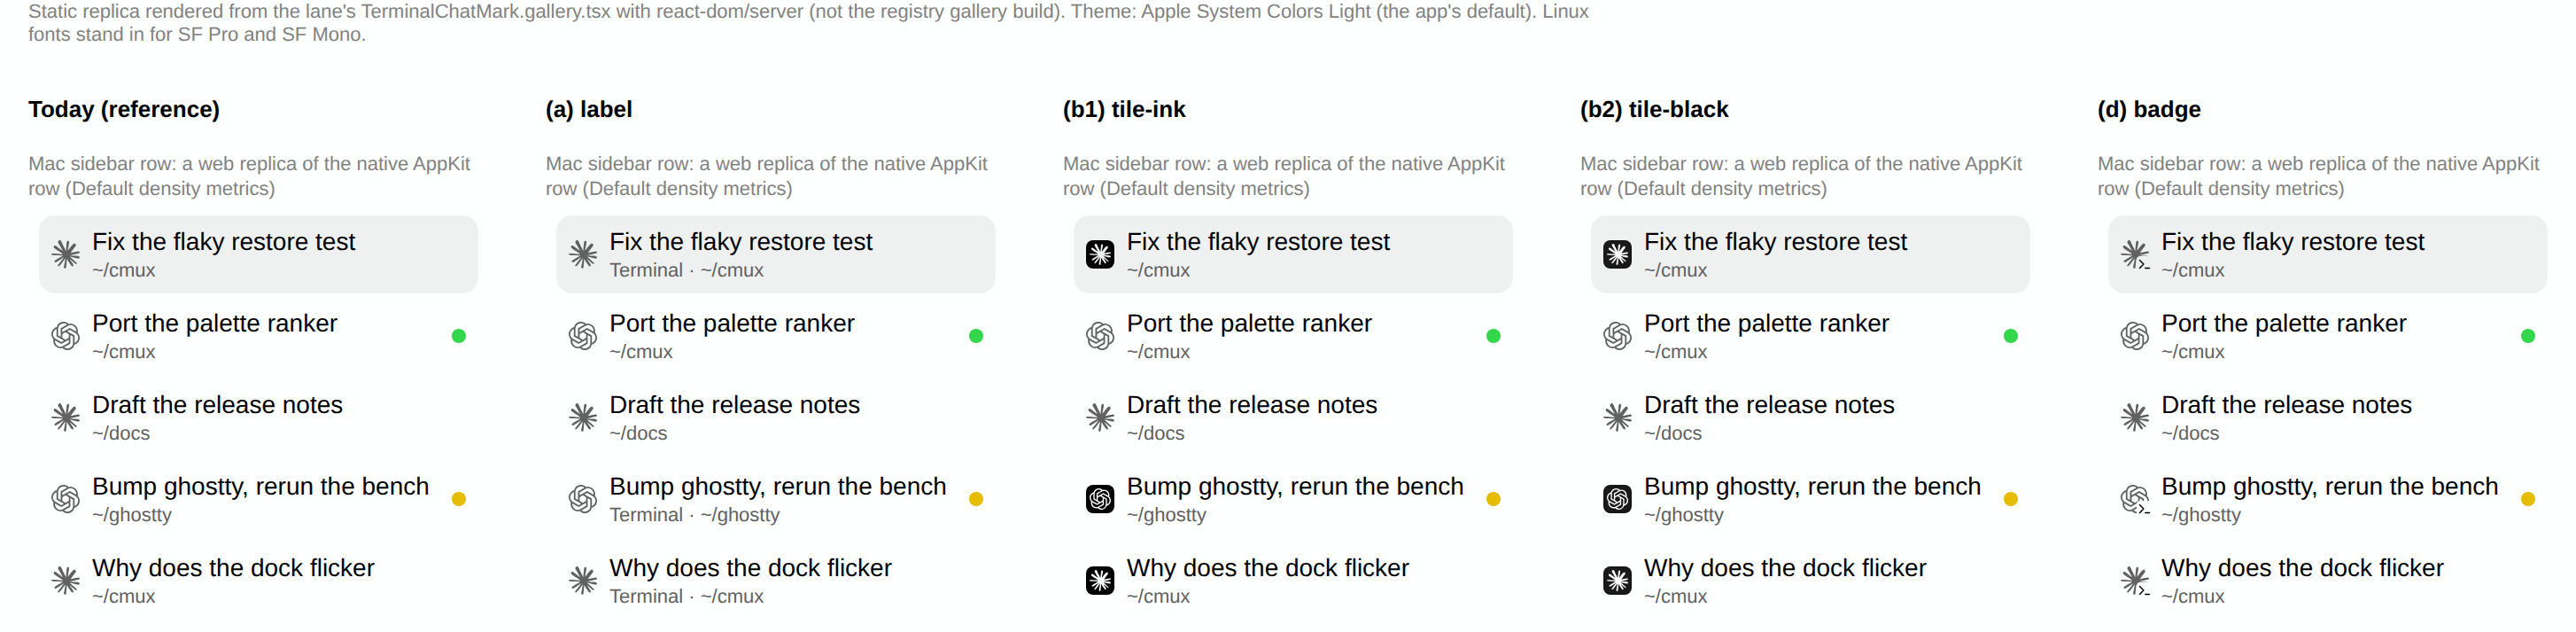 Static replica rendered from the lane's TerminalChatMark.gallery.tsx with react-dom/server (not the registry gallery build). Theme: Apple System Colors Light (the app's default). Linux
fonts stand in for SF Pro and SF Mono.
Today (reference)
Mac sidebar row: a web replica of the native AppKit
row (Default density metrics)
Fix the flaky restore test
~/cmux
Port the palette ranker
~/cmux
Draft the release notes
~/docs
Bump ghostty, rerun the bench
~/ghostty
Why does the dock flicker
~/cmux
(a) label
Mac sidebar row: a web replica of the native AppKit
row (Default density metrics)
Fix the flaky restore test
Terminal · ~/cmux
Port the palette ranker
~/cmux
Draft the release notes
~/docs
Bump ghostty, rerun the bench
Terminal · ~/ghostty
Why does the dock flicker
Terminal · ~/cmux
(b1) tile-ink
Mac sidebar row: a web replica of the native AppKit
row (Default density metrics)
Fix the flaky restore test
~/cmux
Port the palette ranker
~/cmux
Draft the release notes
~/docs
Bump ghostty, rerun the bench
~/ghostty
Why does the dock flicker
~/cmux
(b2) tile-black
Mac sidebar row: a web replica of the native AppKit
row (Default density metrics)
Fix the flaky restore test
~/cmux
Port the palette ranker
~/cmux
Draft the release notes
~/docs
Bump ghostty, rerun the bench
~/ghostty
Why does the dock flicker
~/cmux
(d) badge
Mac sidebar row: a web replica of the native AppKit
row (Default density metrics)
Fix the flaky restore test
~/cmux
Port the palette ranker
~/cmux
Draft the release notes
~/docs
Bump ghostty, rerun the bench
~/ghostty
Why does the dock flicker
~/cmux